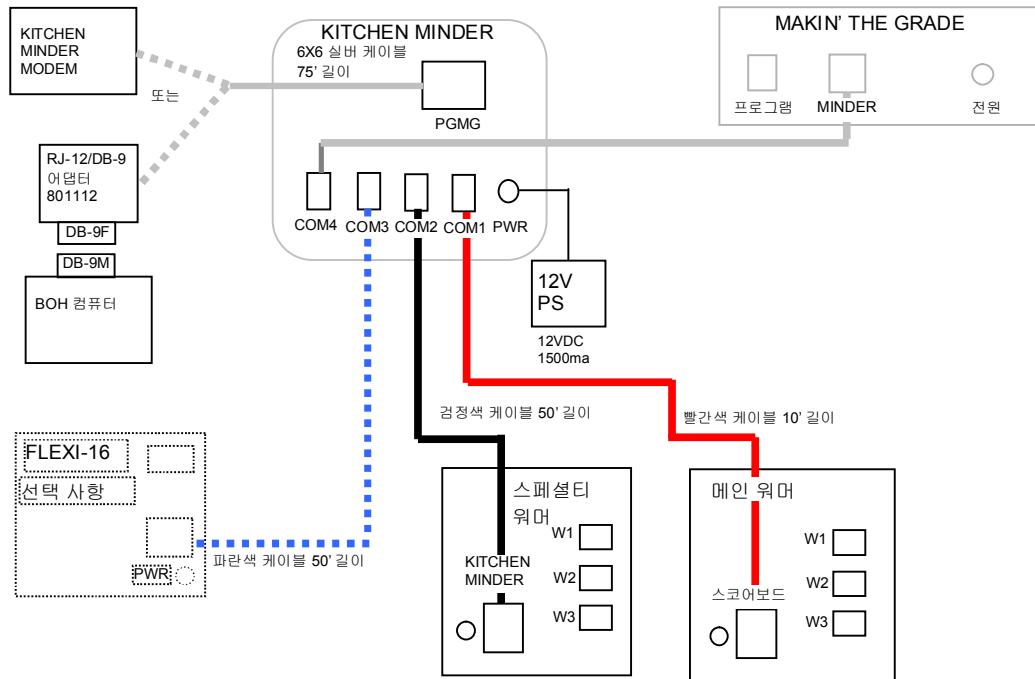 KITCHEN
MINDER
MODEM
또는
RJ-12/DB-9
어댑터
801112
DB-9F
DB-9M
BOH 컴퓨터
KITCHEN MINDER
6X6 실버 케이블
75' 길이
PGMG
COM4
COM3
COM2
COM1
PWR
MAKIN' THE GRADE
프로그램
MINDER
전원
12V
PS
12VDC
1500ma
검정색 케이블 50' 길이
빨간색 케이블 10' 길이
FLEXI-16
선택 사항
PWR
파란색 케이블 50' 길이
스페셜티
워머
W1
W2
W3
KITCHEN
MINDER
메인 워머
W1
W2
W3
스코어보드